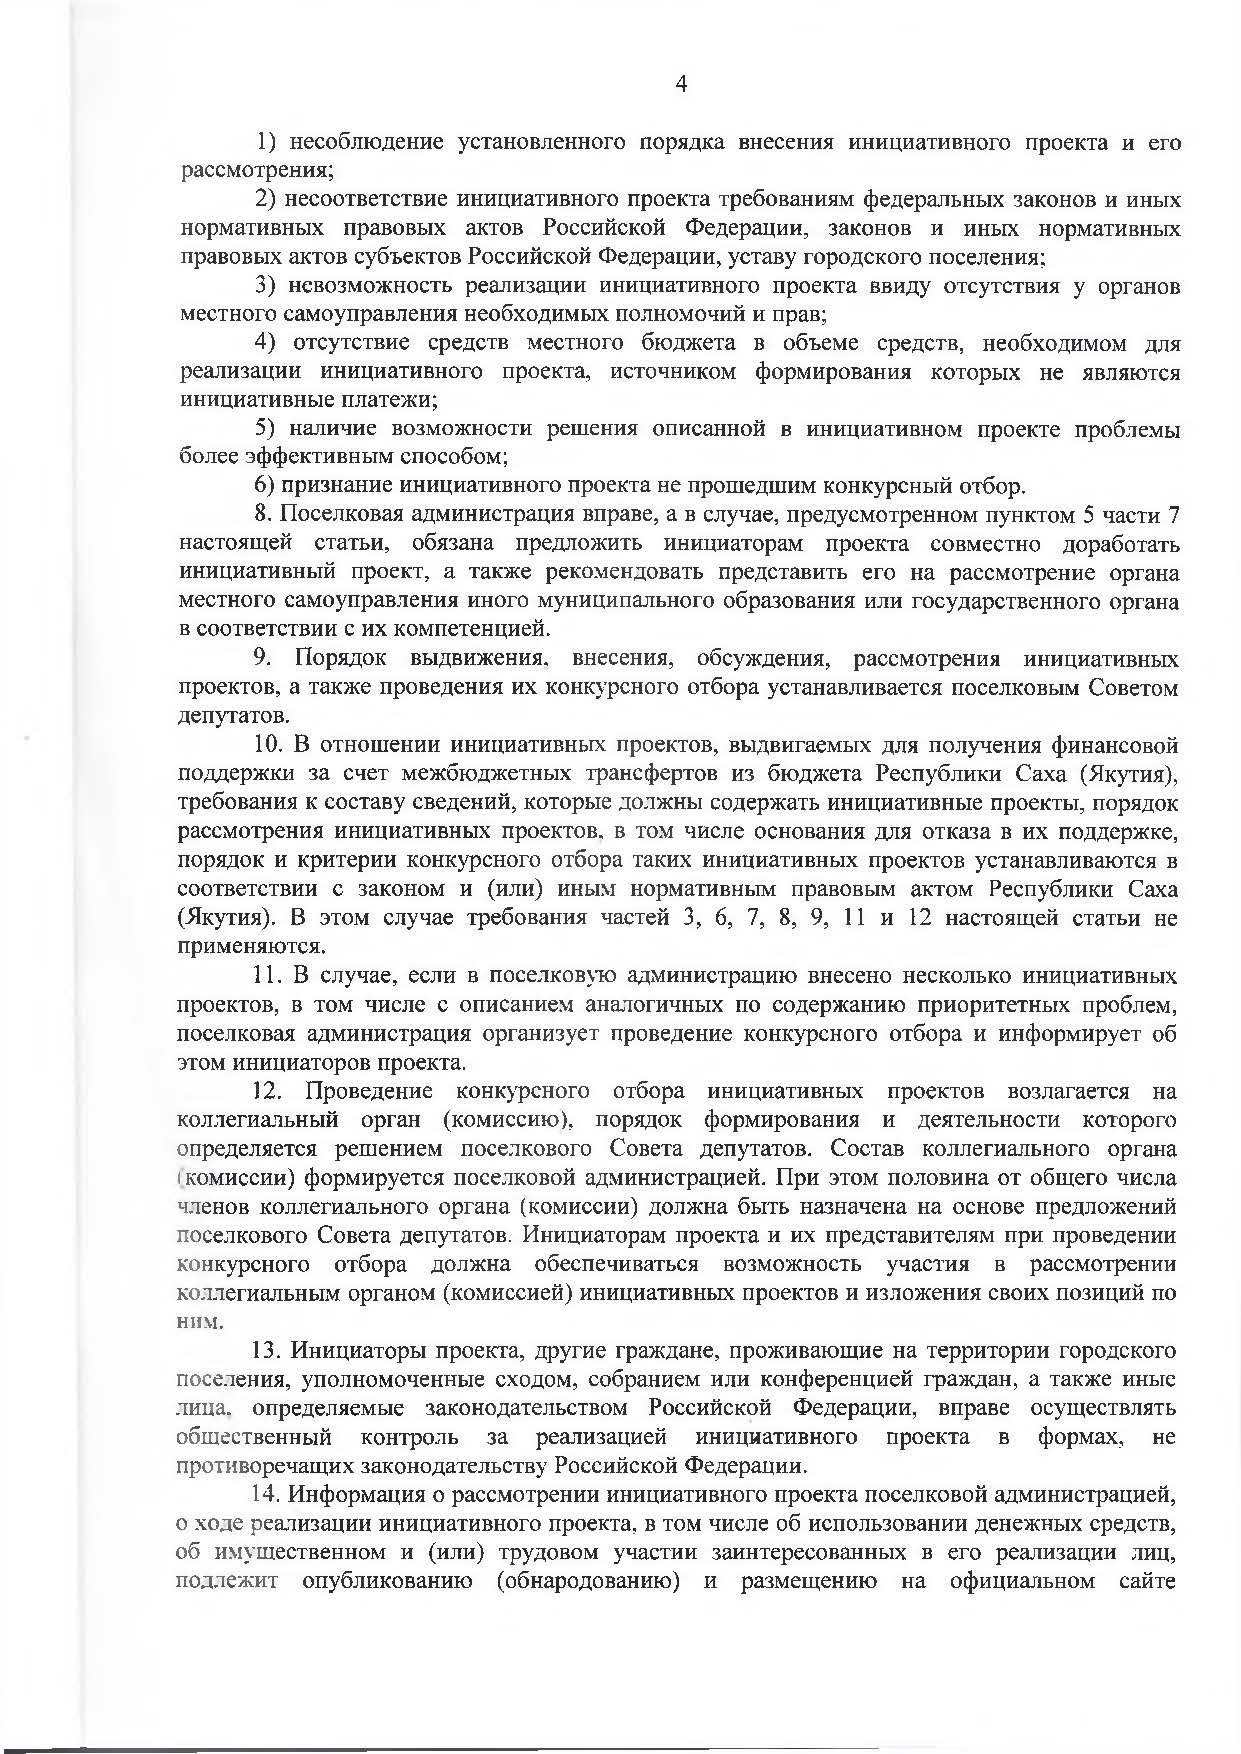 4
1) несоблюдение установленного порядка внесения инициативного проекта и его
рассмотрения;
2) несоответствие инициативного проекта требованиям федеральных законов и иных
нормативных правовых актов Российской Федерации, законов и иных нормативных
правовых актов субъектов Российской Федерации, уставу городского поселения;
3) невозможность реализации инициативного проекта ввиду отсутствия у органов
местного самоуправления необходимых полномочий и прав;
4) отсутствие средств местного бюджета в объеме средств, необходимом для
реализации инициативного проекта, источником формирования которых не являются
инициативные платежи;
5) наличие возможности решения описанной в инициативном проекте проблемы
более эффективным способом;
6) признание инициативного проекта не прошедшим конкурсный отбор.
8. Поселковая администрация вправе, а в случае, предусмотренном пунктом 5 части 7
настоящей статьи, обязана предложить инициаторам проекта совместно доработать
инициативный проект, а также рекомендовать представить его на рассмотрение органа
местного самоуправления иного муниципального образования или государственного органа
в соответствии с их компетенцией.
9. Порядок выдвижения, внесения, обсуждения, рассмотрения инициативных
проектов, а также проведения их конкурсного отбора устанавливается поселковым Советом
депутатов.
10. В отношении инициативных проектов, выдвигаемых для получения финансовой
поддержки за счет межбюджетных трансфертов из бюджета Республики Саха (Якутия),
требования к составу сведений, которые должны содержать инициативные проекты, порядок
рассмотрения инициативных проектов, в том числе основания для отказа в их поддержке,
порядок и критерии конкурсного отбора таких инициативных проектов устанавливаются в
соответствии с законом и (или) иным нормативным правовым актом Республики Саха
(Якутия). В этом случае требования частей 3, 6, 7, 8, 9, 11 и 12 настоящей статьи не
применяются.
11. В случае, если в поселковую администрацию внесено несколько инициативных
проектов, в том числе с описанием аналогичных по содержанию приоритетных проблем,
поселковая администрация организует проведение конкурсного отбора и информирует об
этом инициаторов проекта.
12. Проведение конкурсного отбора инициативных проектов возлагается на
коллегиальный орган (комиссию), порядок формирования и деятельности которого
определяется решением поселкового Совета депутатов. Состав коллегиального органа
(комиссии) формируется поселковой администрацией. При этом половина от общего числа
членов коллегиального органа (комиссии) должна быть назначена на основе предложений
поселкового Совета депутатов. Инициаторам проекта и их представителям при проведении
конкурсного отбора должна обеспечиваться возможность участия в рассмотрении
коллегиальным органом (комиссией) инициативных проектов и изложения своих позиций по
ним.
13. Инициаторы проекта, другие граждане, проживающие на территории городского
поселения, уполномоченные сходом, собранием или конференцией граждан, а также иные
лица, определяемые законодательством Российской Федерации, вправе осуществлять
общественный контроль за реализацией инициативного проекта в формах, не
противоречащих законодательству Российской Федерации.
14. Информация о рассмотрении инициативного проекта поселковой администрацией,
о ходе реализации инициативного проекта, в том числе об использовании денежных средств,
об имущественном и (или) трудовом участии заинтересованных в его реализации лиц,
подлежит опубликованию (обнародованию) и размещению на официальном сайте